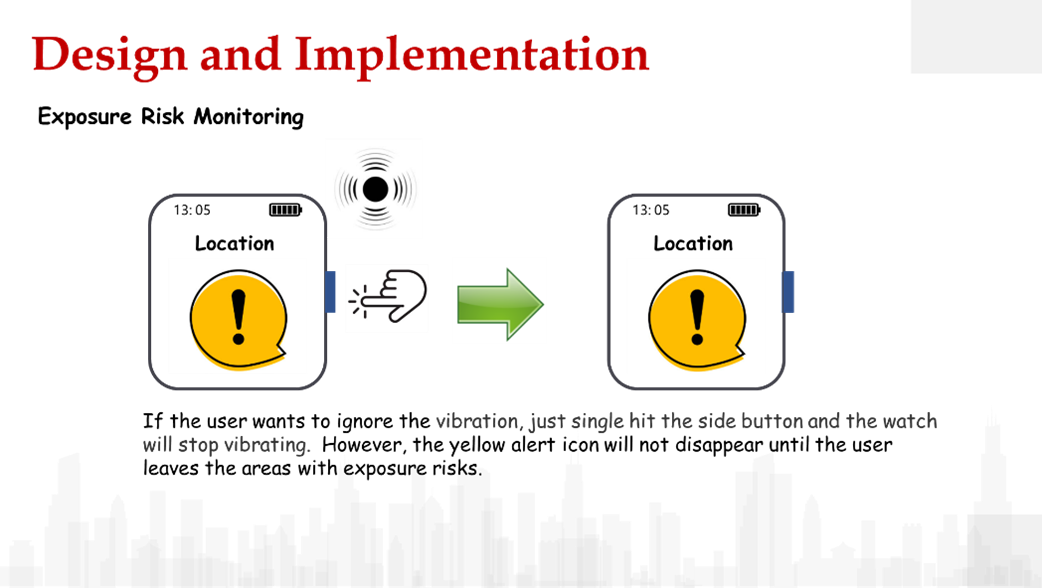 Design and Implementation
Exposure Risk Monitoring
13:05
Location
13:05
Location
If the user wants to ignore the vibration, just single hit the side button and the watch
will stop vibrating. However, the yellow alert icon will not disappear until the user
leaves the areas with exposure risks.